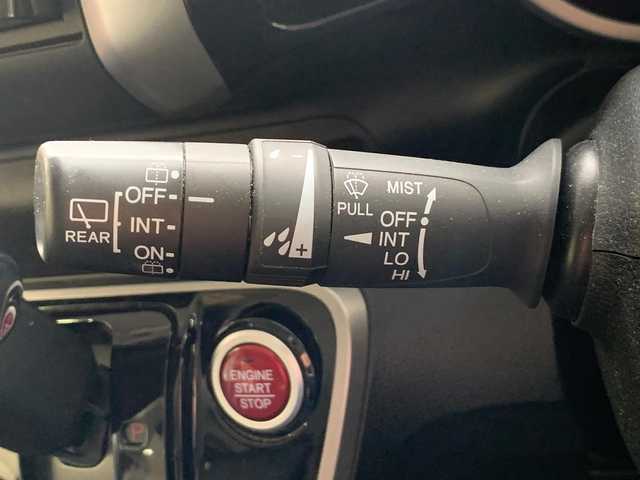 OFF
INT
ON
REAR
− 
+
PULL
MIST
OFF
INT
LO
HI
ENGINE
START
STOP
P